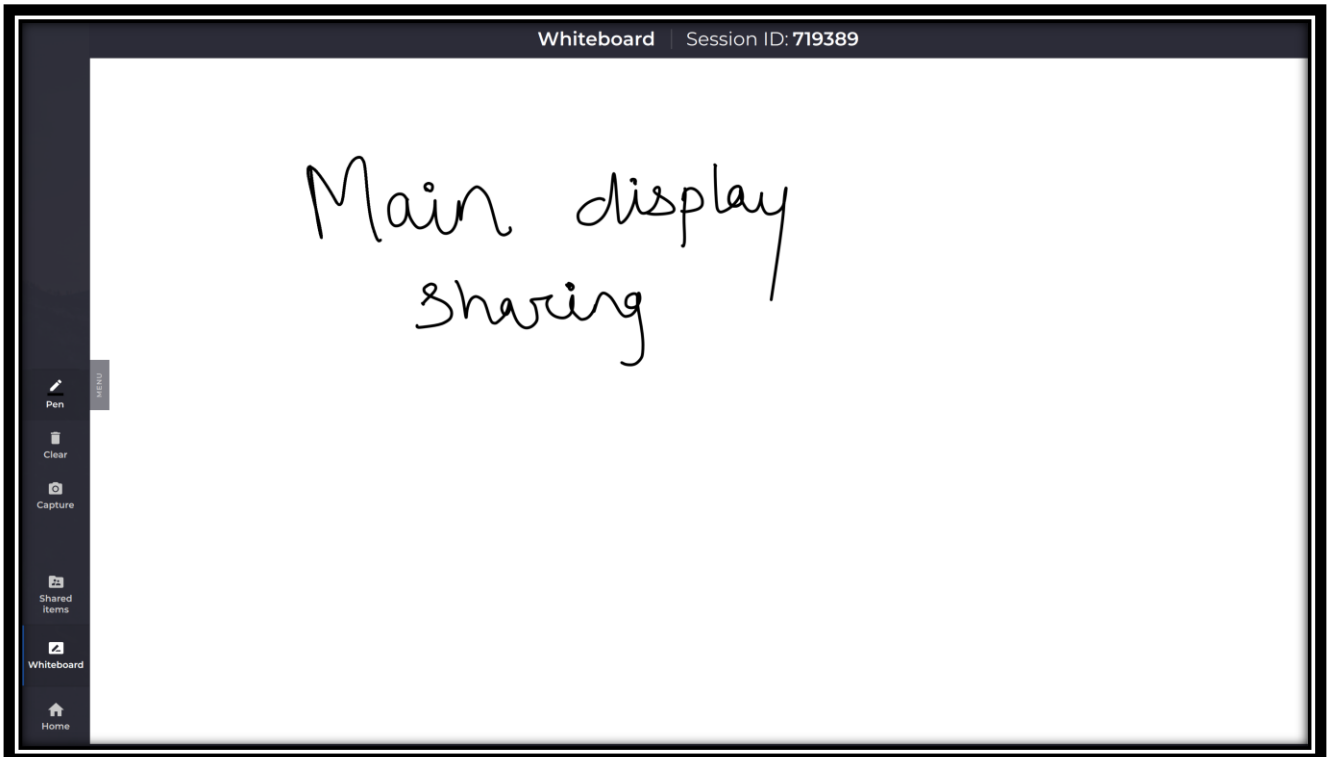 Whiteboard | Session ID: 719389
Main display
sharing
MENU
Pen
Clear
Capture
Shared
items
Whiteboard
Home